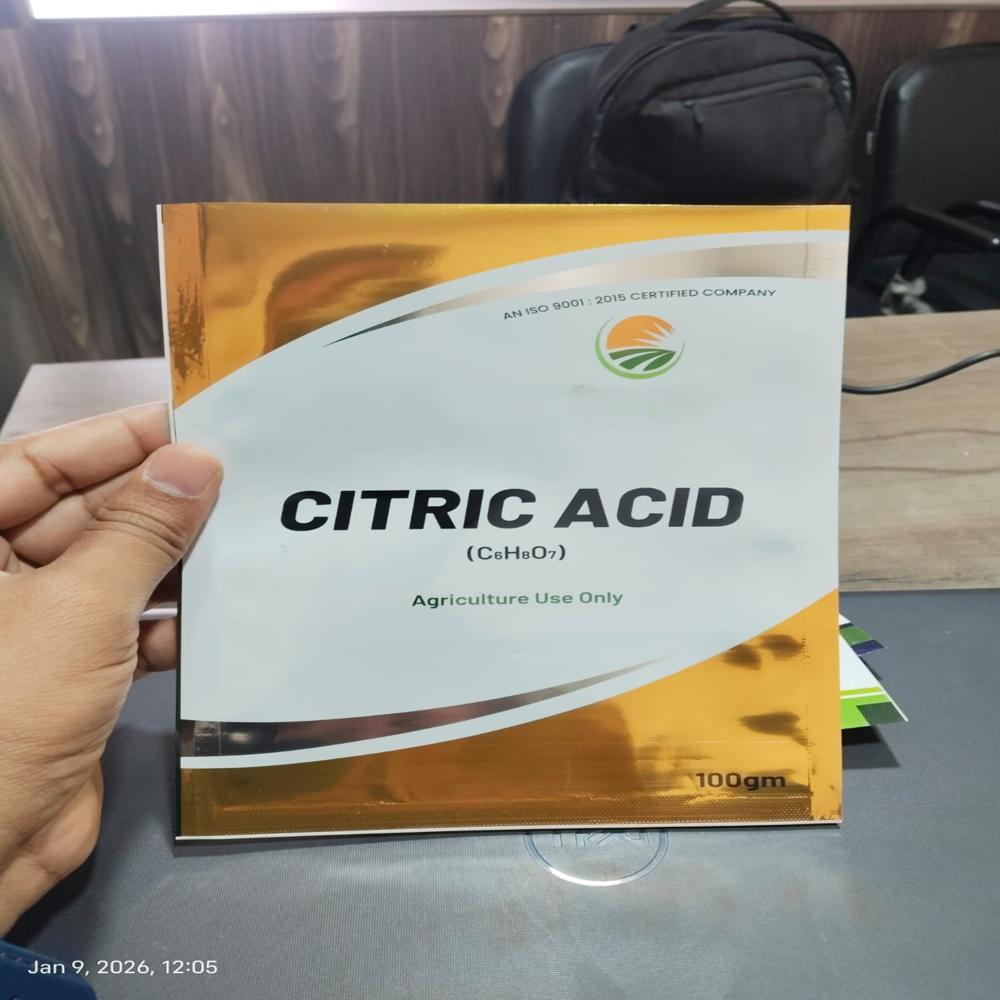 AN ISO 9001 : 2015 CERTIFIED COMPANY
CITRIC ACID
(C₆H₈O₇)
Agriculture Use Only
100gm
Jan 9, 2026, 12:05